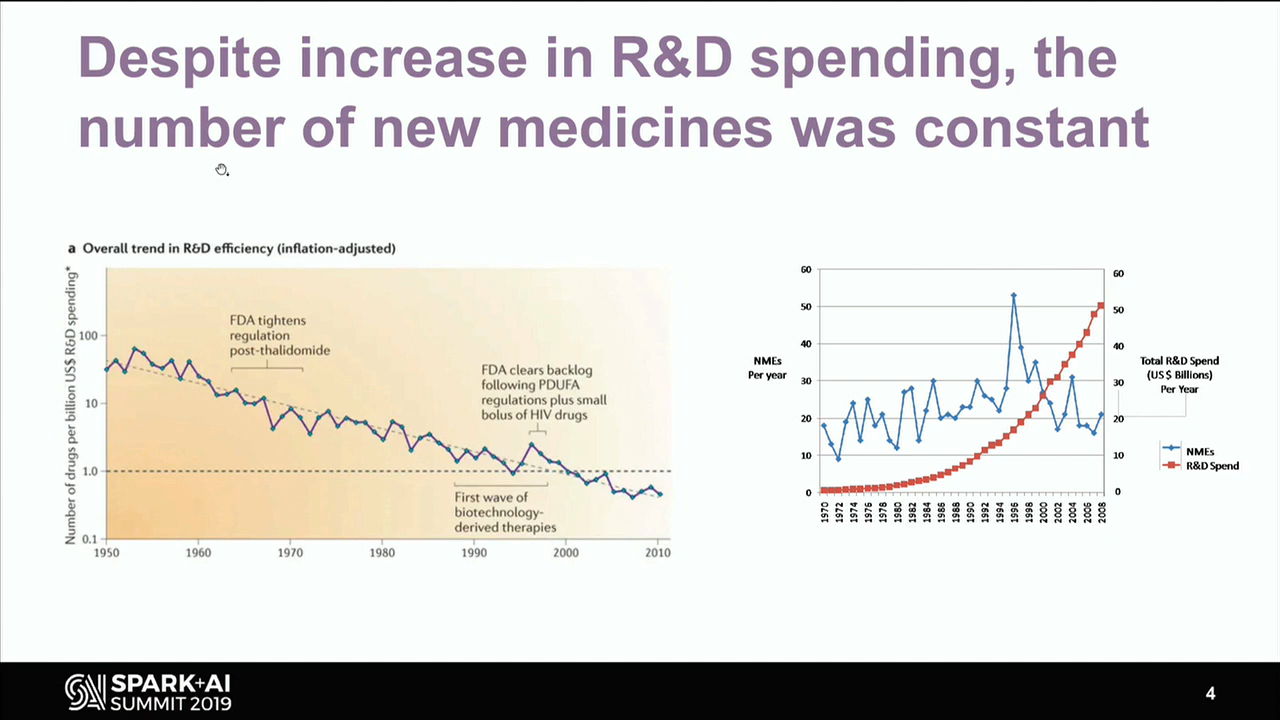 Despite increase in R&D spending, the
number of new medicines was constant
a Overall trend in R&D efficiency (inflation-adjusted)
Number of drugs per billion US$ R&D spending*
100
10
1.0
0.1
FDA tightens
regulation
post-thalidomide
FDA clears backlog
following PDUFA
regulations plus small
bolus of HIV drugs
First wave of
biotechnology-
derived therapies
1950 1960 1970 1980 1990 2000 2010
NMEs
Per year
60
50
40
30
20
10
0
60
50
40
30
20
10
0
Total R&D Spend
(US $ Billions)
Per Year
NMEs
R&D Spend
1970 1972 1974 1976 1978 1980 1982 1984 1986 1988 1990 1992 1994 1996 1998 2000 2002 2004 2006 2008
SPARK+AI
SUMMIT 2019
4